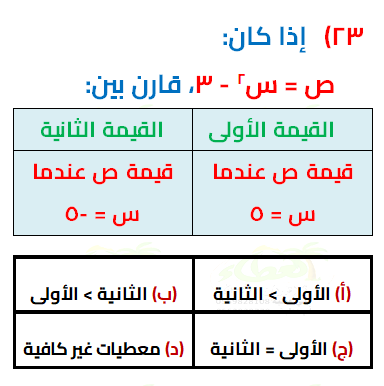 ٢٣) إذا كان:
ص = س٢ - ٣، قارن بين:
القيمة الأولى القيمة الثانية
قيمة ص عندما قيمة ص عندما
س = ٥ س = -٥
(أ) الأولى > الثانية (ب) الثانية > الأولى
(ج) الأولى = الثانية (د) معطيات غير كافية